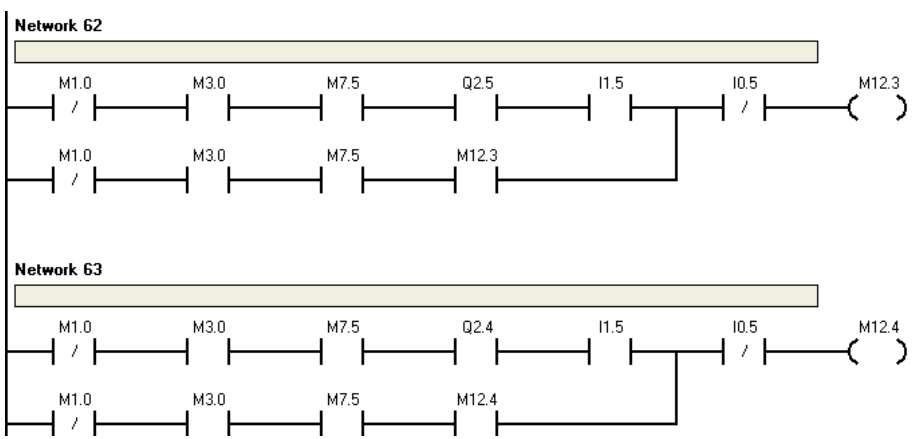 Network 62
M1.0 M3.0 M7.5 Q2.5 I1.5 I0.5 M12.3
M1.0 M3.0 M7.5 M12.3
Network 63
M1.0 M3.0 M7.5 Q2.4 I1.5 I0.5 M12.4
M1.0 M3.0 M7.5 M12.4